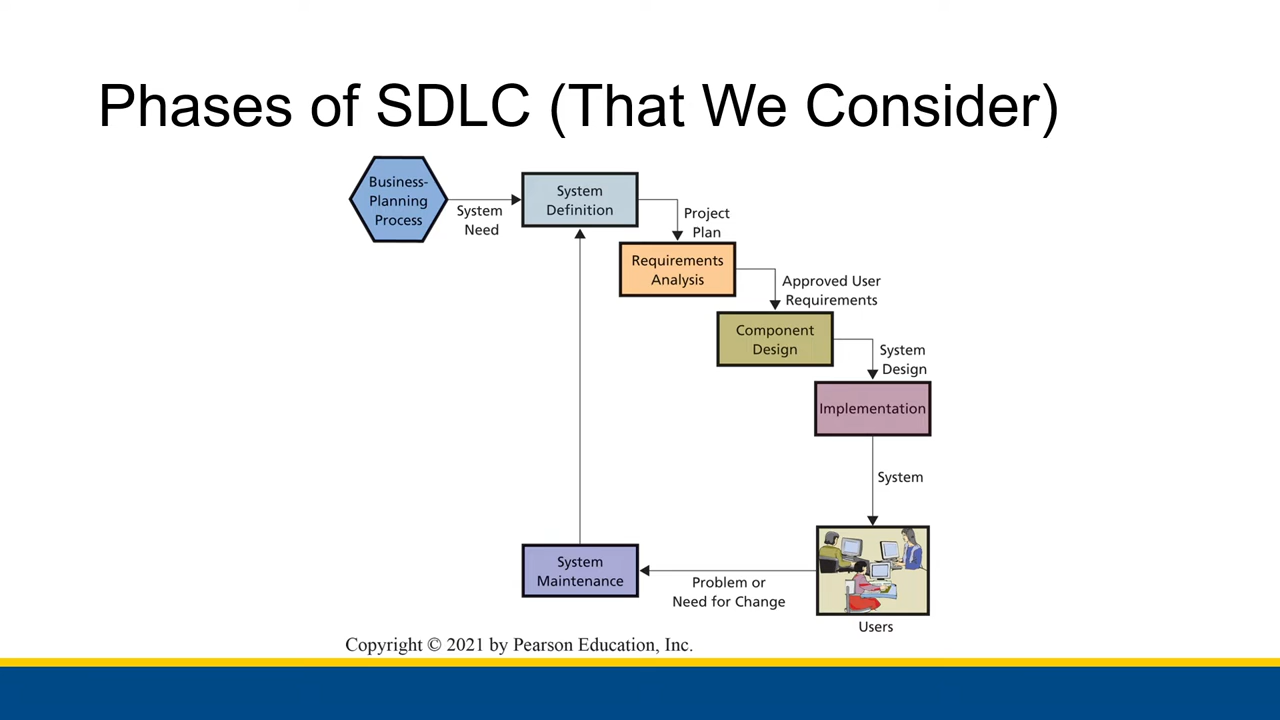 Phases of SDLC (That We Consider)
Business-
Planning
Process
System
Need
System
Definition
Project
Plan
Requirements
Analysis
Approved User
Requirements
Component
Design
System
Design
Implementation
System
Users
Problem or
Need for Change
System
Maintenance
Copyright © 2021 by Pearson Education, Inc.